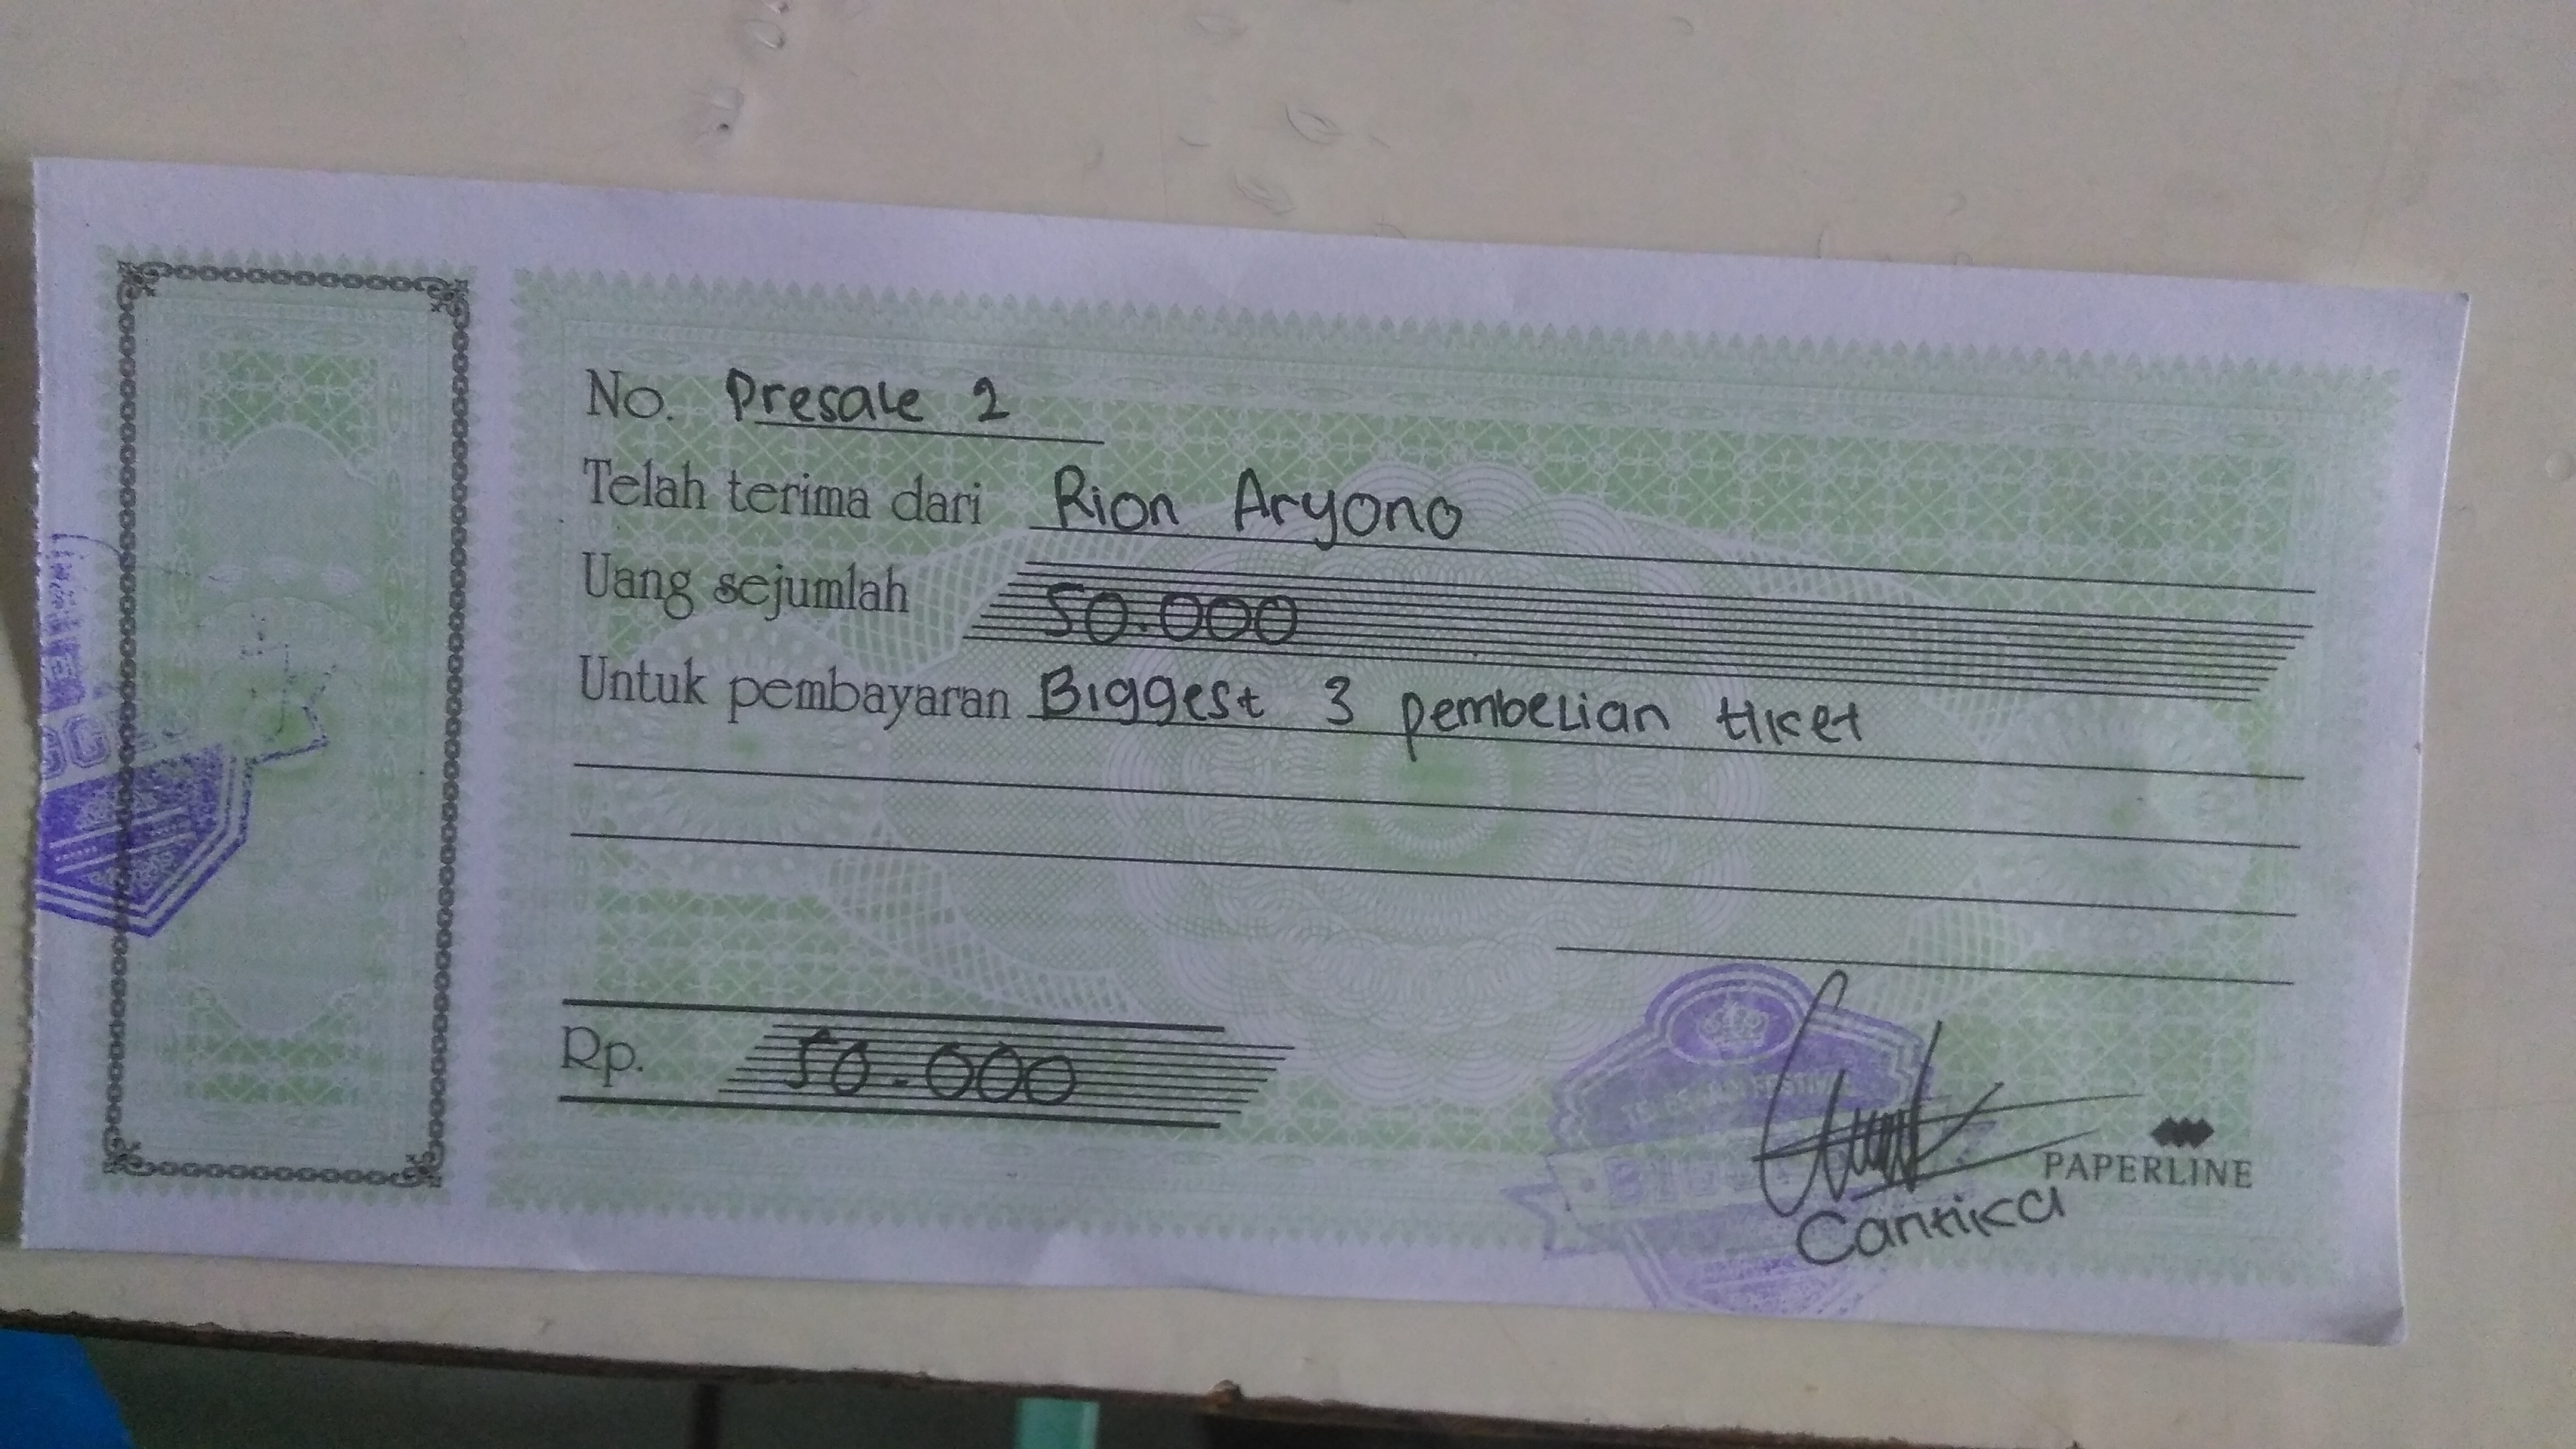 No. Presale 2
Telah terima dari Rion Aryono
Uang sejumlah 50.000
Untuk pembayaran Biggest 3 pembelian tiket
Rp. 50.000
PAPERLINE
Cantika